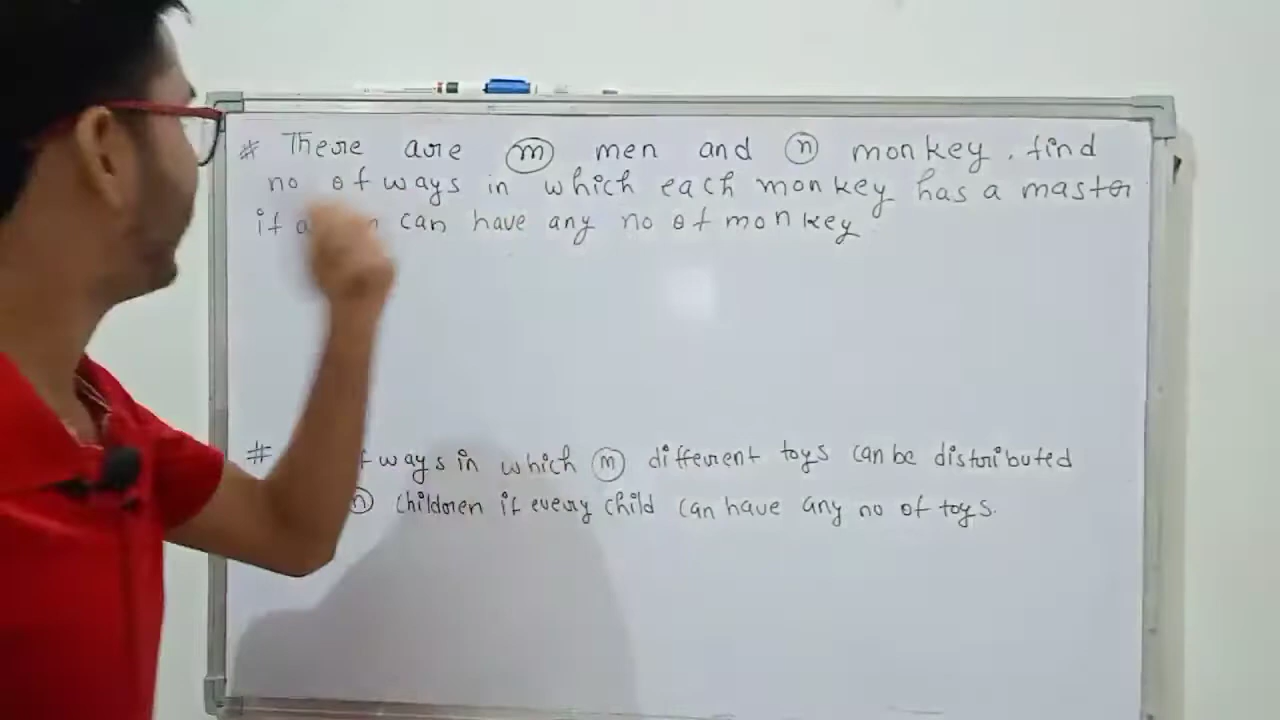 # There are m men and n monkey. find
no of ways in which each monkey has a master
if a can have any no of monkey
# ways in which m different toys can be distributed
n children if every child can have any no of toys.